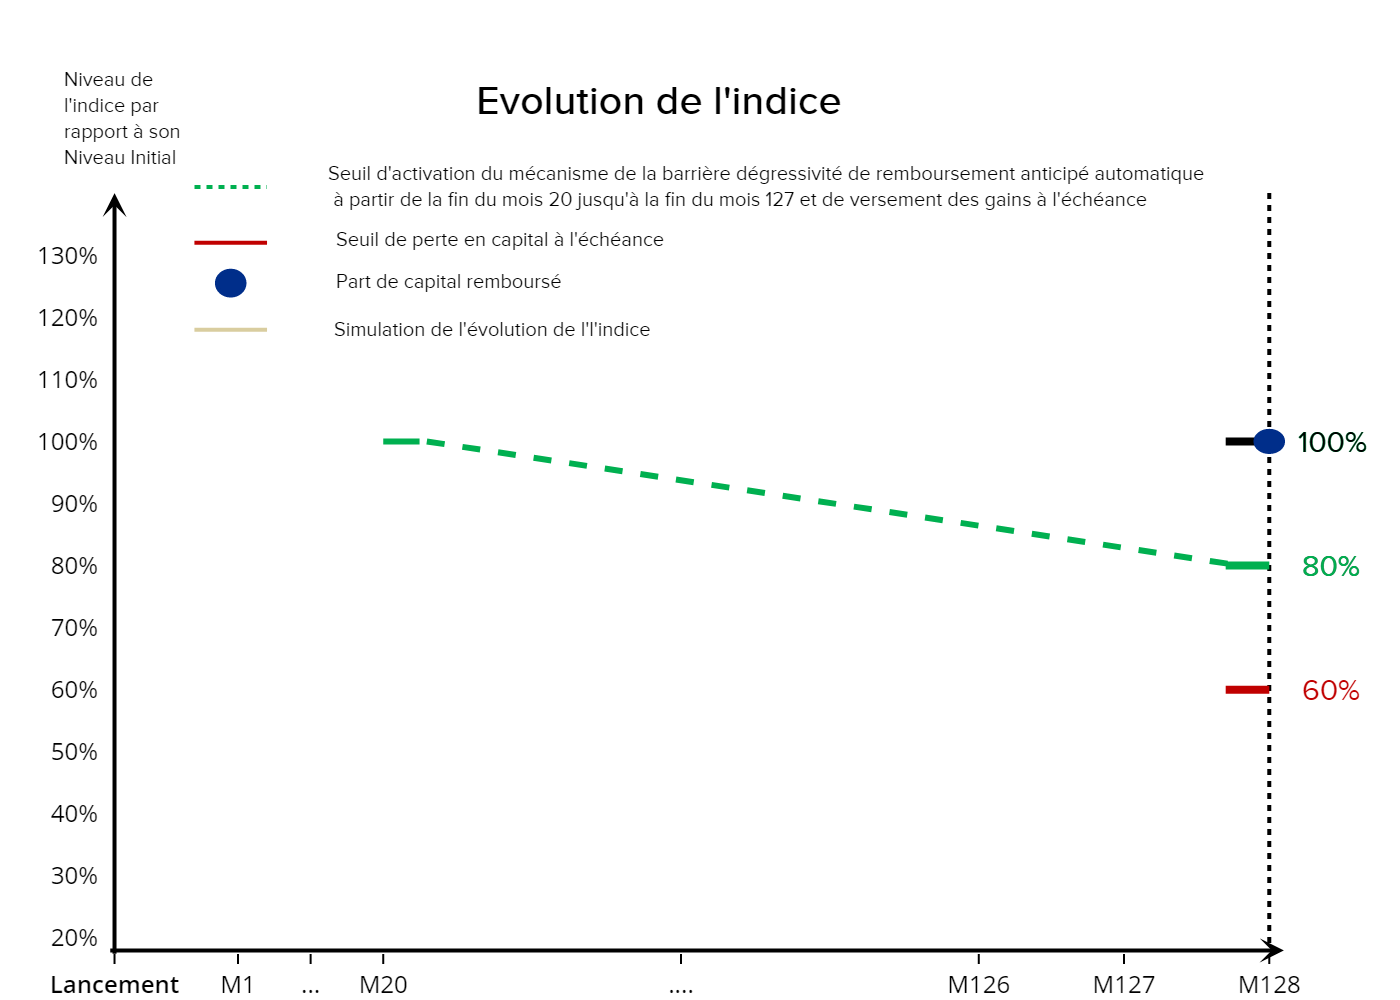 Niveau de
l'indice par
rapport à son
Niveau Initial
Evolution de l'indice
Seuil d'activation du mécanisme de la barrière dégressivité de remboursement anticipé automatique
à partir de la fin du mois 20 jusqu'à la fin du mois 127 et de versement des gains à l'échéance
Seuil de perte en capital à l'échéance
Part de capital remboursé
Simulation de l'évolution de l'l'indice
130%
120%
110%
100%
90%
80%
70%
60%
50%
40%
30%
20%
100%
80%
60%
Lancement M1 ... M20 .... M126 M127 M128